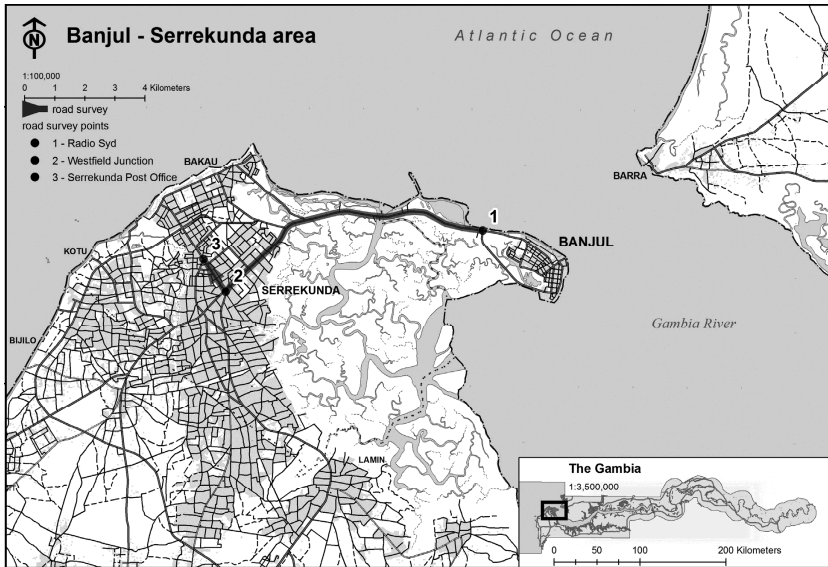 N
Banjul - Serrekunda area
Atlantic Ocean
1:100,000
0 1 2 3 4 Kilometers
road survey
road survey points
1 - Radio Syd
2 - Westfield Junction
3 - Serrekunda Post Office
BAKAU
BARRA
1
BANJUL
KOTU
3
2
SERREKUNDA
Gambia River
BIJILO
LAMIN
The Gambia
1:3,500,000
0 50 100 200 Kilometers